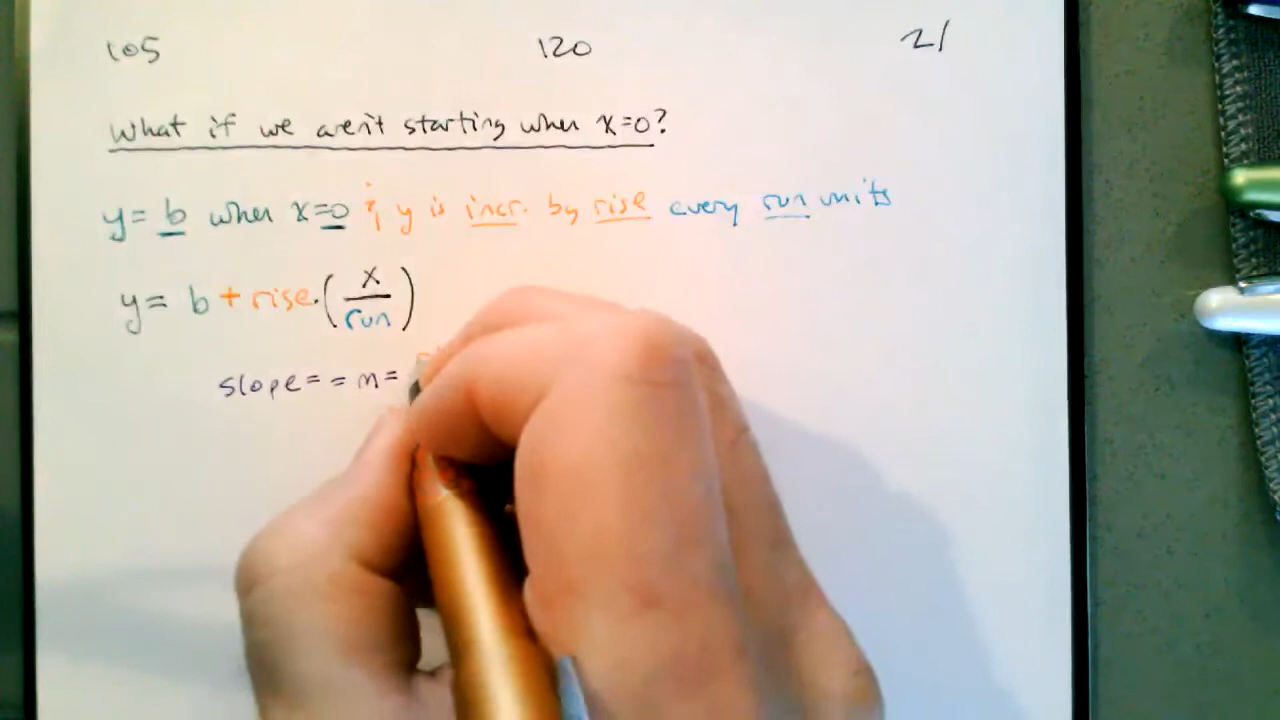 105 120 21
What if we aren't starting when x=0?
y= b when x=0 & y is incr. by rise every run units
y= b + rise·(x/run)
slope= = m=